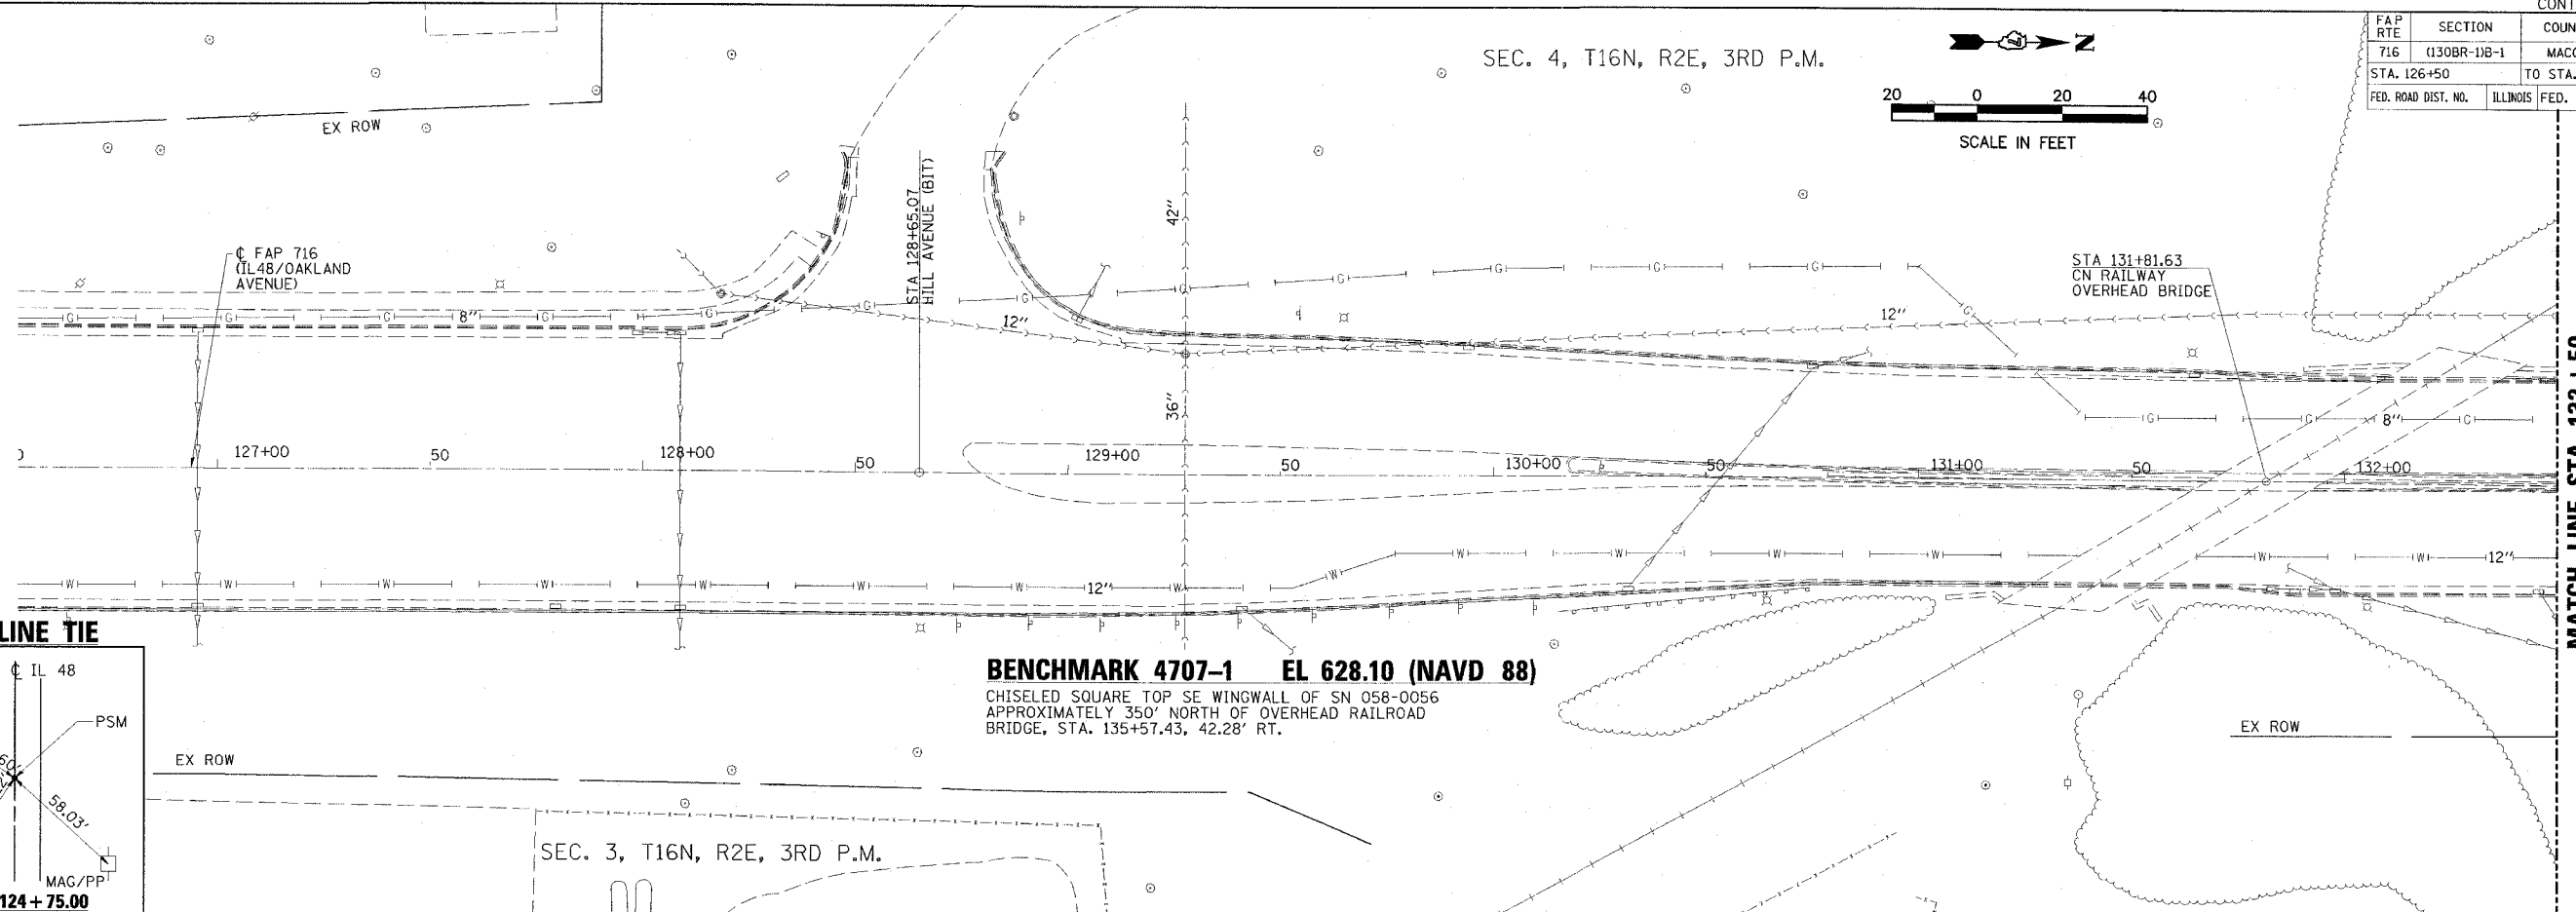 CONT
FAP RTE SECTION COUN
716 (130BR-1)B-1 MACO
STA. 126+50 TO STA.
FED. ROAD DIST. NO. ILLINOIS FED.
SEC. 4, T16N, R2E, 3RD P.M.
N
20 0 20 40
SCALE IN FEET
EX ROW
STA 128+65.07
HILL AVENUE (BIT)
42"
℄ FAP 716
(IL48/OAKLAND
AVENUE)
STA 131+81.63
CN RAILWAY
OVERHEAD BRIDGE
G G G 8" G G G G G G G G G G G
12" 12"
36"
G G 8" G
127+00 50 128+00 50 129+00 50 130+00 50 131+00 50 132+00
W W W W W W W 12" W W W W W W W W 12"
MATCH LINE STA 132+50
LINE TIE
℄ IL 48
PSM
58.03'
MAG/PP
124+75.00
BENCHMARK 4707-1 EL 628.10 (NAVD 88)
CHISELED SQUARE TOP SE WINGWALL OF SN 058-0056
APPROXIMATELY 350' NORTH OF OVERHEAD RAILROAD
BRIDGE, STA. 135+57.43, 42.28' RT.
EX ROW
EX ROW
SEC. 3, T16N, R2E, 3RD P.M.